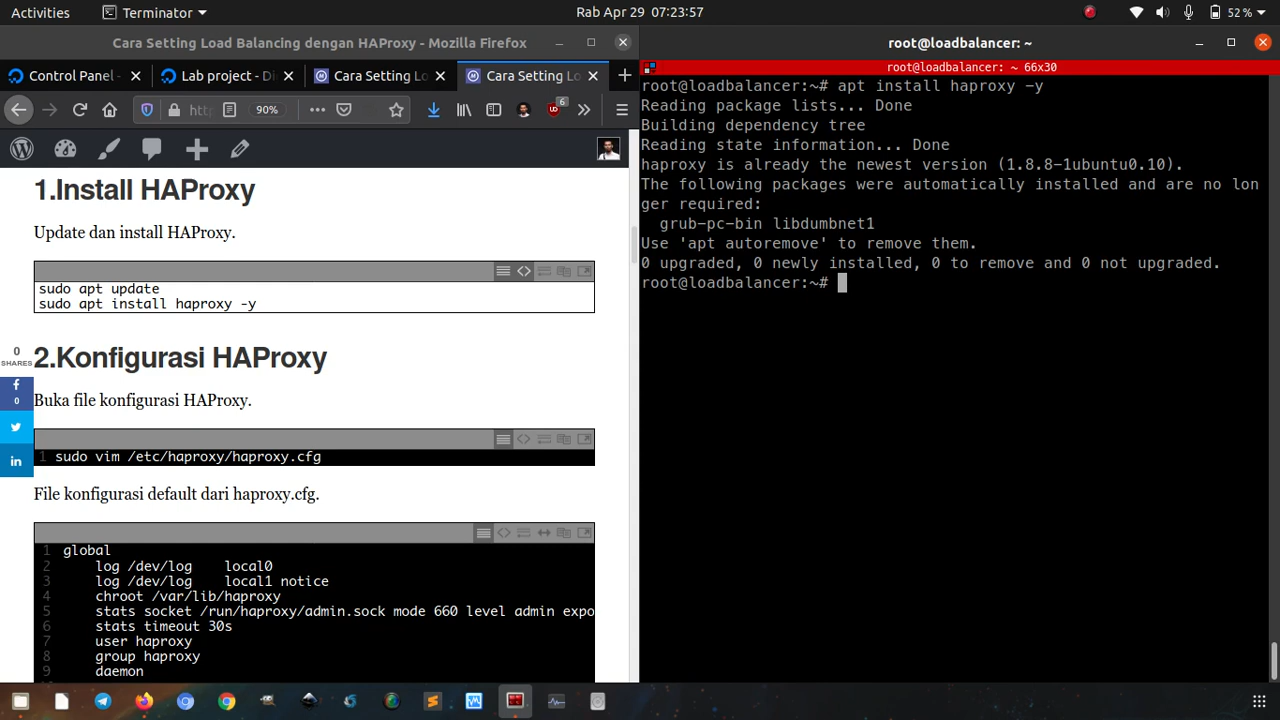 Activities
Terminator
Rab Apr 29 07:23:57
52 %
Cara Setting Load Balancing dengan HAProxy - Mozilla Firefox
Control Panel -
Lab project - Di
Cara Setting Lo
Cara Setting Lo
htt
90%
6
1.Install HAProxy
Update dan install HAProxy.
sudo apt update
sudo apt install haproxy -y
2.Konfigurasi HAProxy
0
SHARES
0
Buka file konfigurasi HAProxy.
1 sudo vim /etc/haproxy/haproxy.cfg
File konfigurasi default dari haproxy.cfg.
1 global
2 log /dev/log local0
3 log /dev/log local1 notice
4 chroot /var/lib/haproxy
5 stats socket /run/haproxy/admin.sock mode 660 level admin expo
6 stats timeout 30s
7 user haproxy
8 group haproxy
9 daemon
root@loadbalancer: ~
root@loadbalancer: ~ 66x30
root@loadbalancer:~# apt install haproxy -y
Reading package lists... Done
Building dependency tree
Reading state information... Done
haproxy is already the newest version (1.8.8-1ubuntu0.10).
The following packages were automatically installed and are no lon
ger required:
grub-pc-bin libdumbnet1
Use 'apt autoremove' to remove them.
0 upgraded, 0 newly installed, 0 to remove and 0 not upgraded.
root@loadbalancer:~#